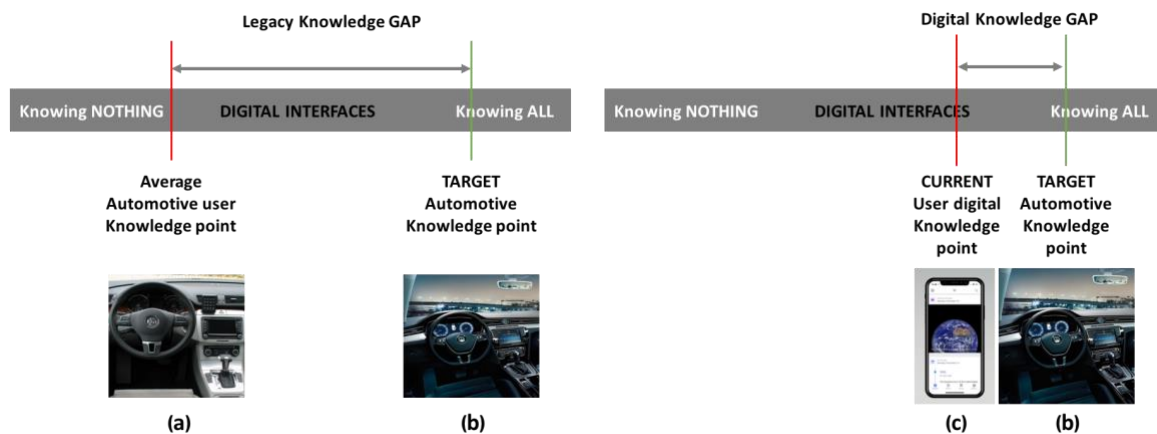 Legacy Knowledge GAP
Knowing NOTHING
DIGITAL INTERFACES
Knowing ALL
Average
Automotive user
Knowledge point
TARGET
Automotive
Knowledge point
(a)
(b)
Digital Knowledge GAP
Knowing NOTHING
DIGITAL INTERFACES
Knowing ALL
CURRENT
User digital
Knowledge
point
TARGET
Automotive
Knowledge
point
(c)
(b)